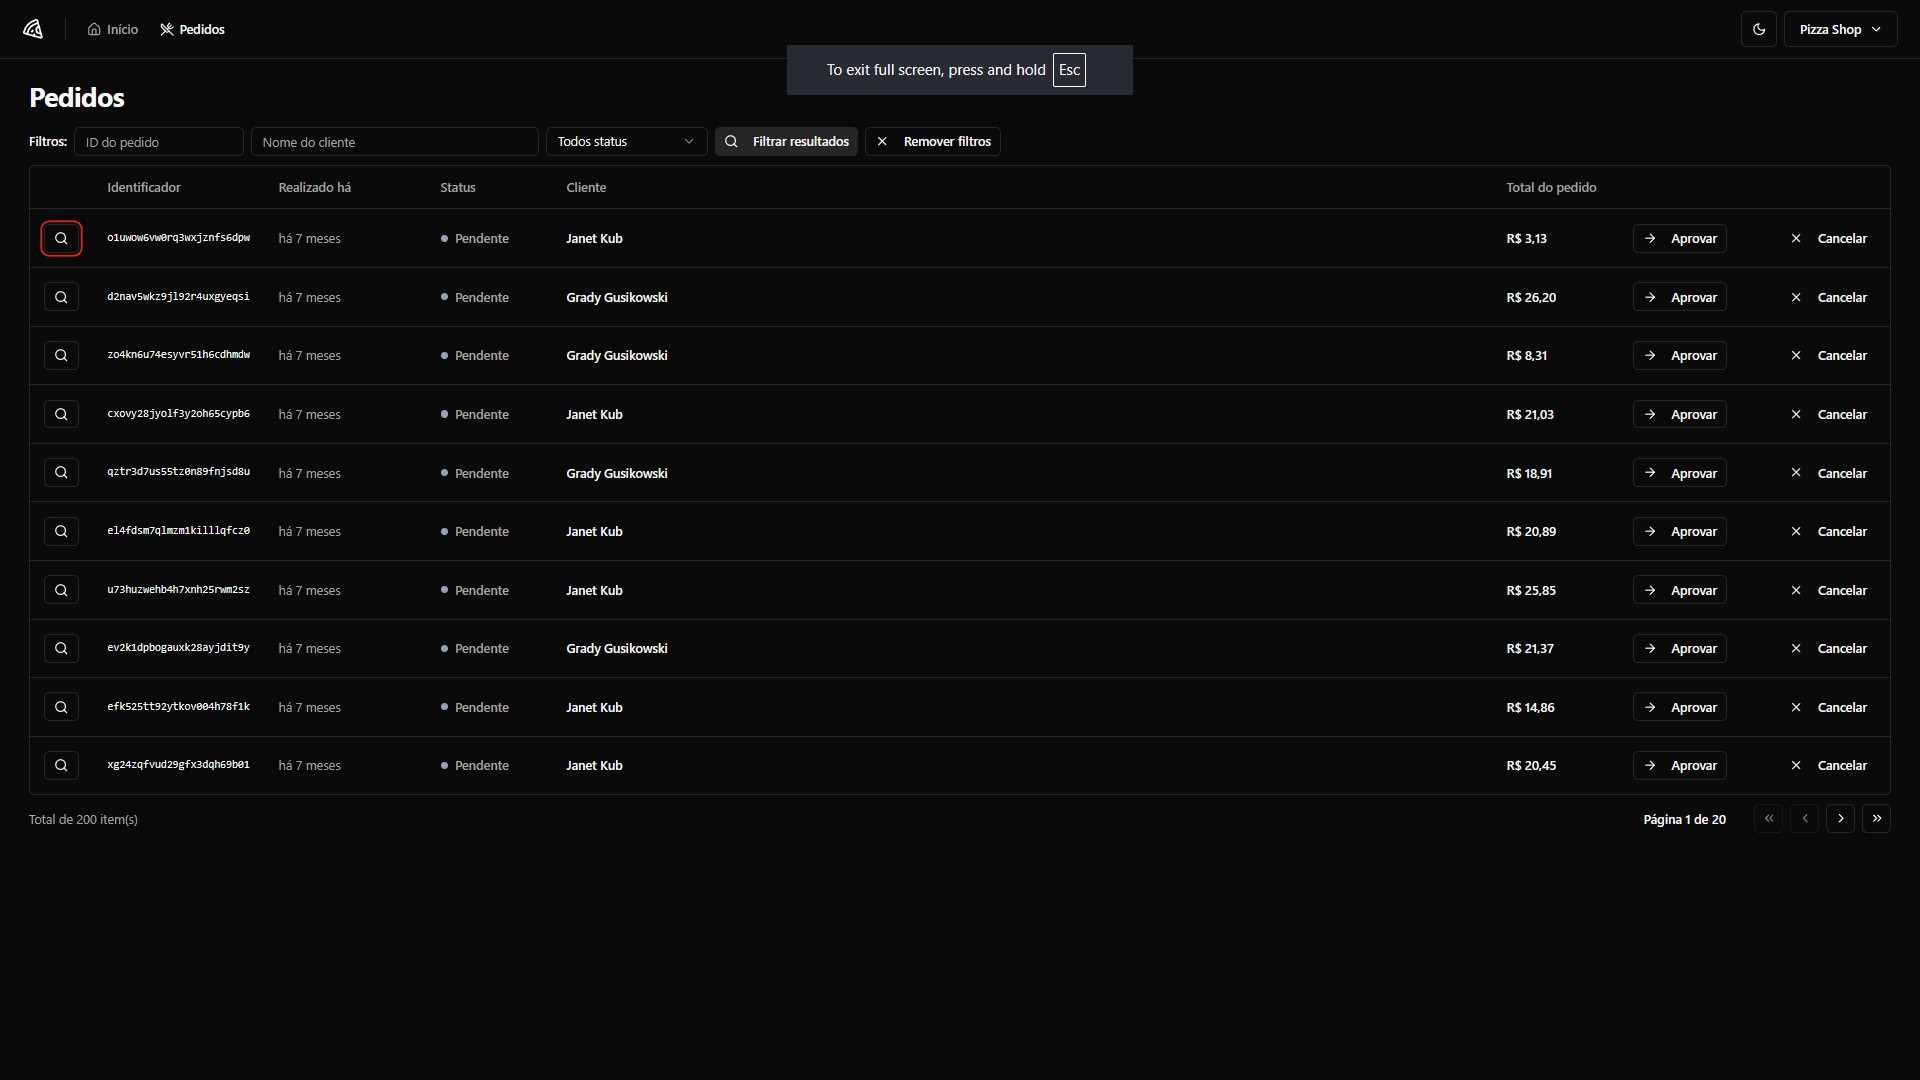 Início Pedidos Pizza Shop
To exit full screen, press and hold Esc
Pedidos
Filtros: ID do pedido Nome do cliente Todos status Filtrar resultados Remover filtros
Identificador Realizado há Status Cliente Total do pedido
o1uwow6vw0rq3wxjznfs6dpw há 7 meses Pendente Janet Kub R$ 3,13 Aprovar Cancelar
d2nav5wkz9jl92r4uxgyeqsi há 7 meses Pendente Grady Gusikowski R$ 26,20 Aprovar Cancelar
zo4kn6u74esyvr51h6cdhmdw há 7 meses Pendente Grady Gusikowski R$ 8,31 Aprovar Cancelar
cxovy28jyolf3y2oh65cypb6 há 7 meses Pendente Janet Kub R$ 21,03 Aprovar Cancelar
qztr3d7us55tz0n89fnjsd8u há 7 meses Pendente Grady Gusikowski R$ 18,91 Aprovar Cancelar
el4fdsm7qlmzm1killlqfcz0 há 7 meses Pendente Janet Kub R$ 20,89 Aprovar Cancelar
u73huzwehb4h7xnh25rwm2sz há 7 meses Pendente Janet Kub R$ 25,85 Aprovar Cancelar
ev2k1dpbogauxk28ayjdit9y há 7 meses Pendente Grady Gusikowski R$ 21,37 Aprovar Cancelar
efk525tt92ytkov004h78f1k há 7 meses Pendente Janet Kub R$ 14,86 Aprovar Cancelar
xg24zqfvud29gfx3dqh69b01 há 7 meses Pendente Janet Kub R$ 20,45 Aprovar Cancelar
Total de 200 item(s) Página 1 de 20